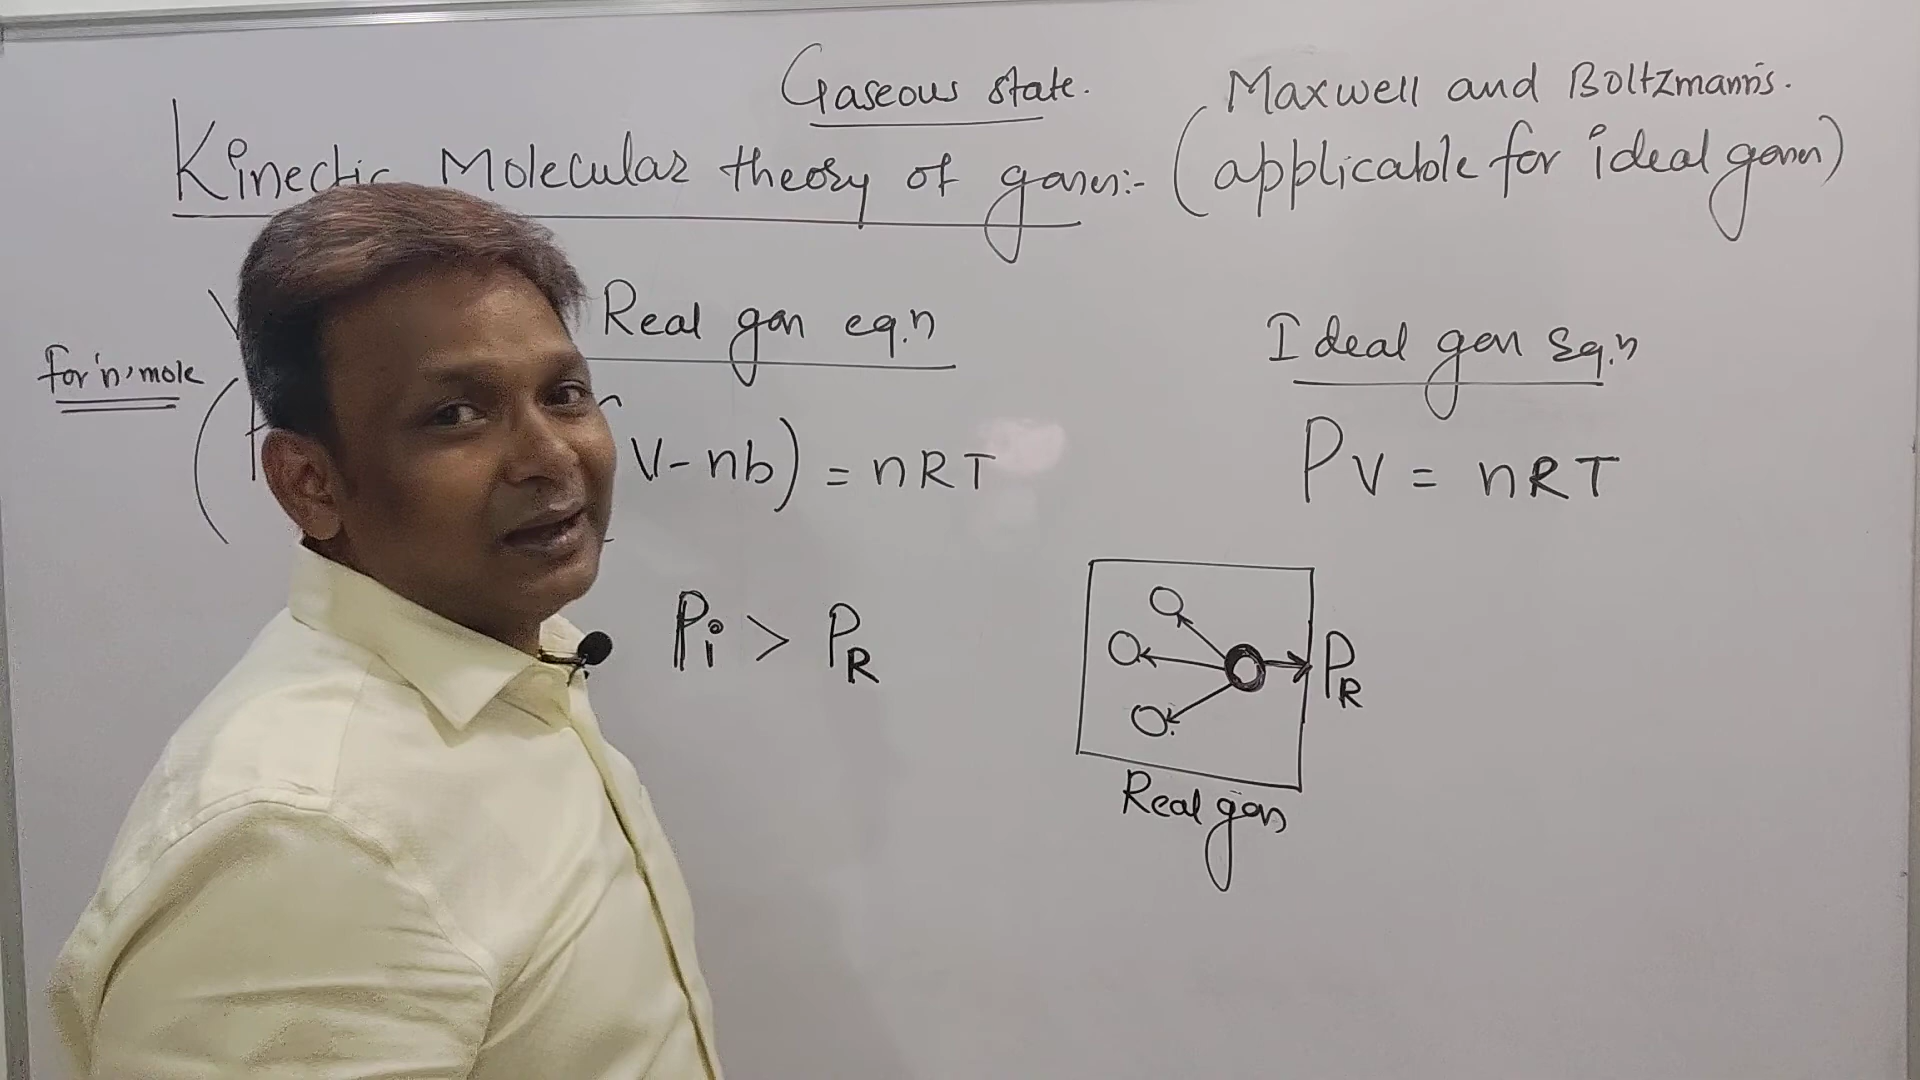 Gaseous state.
Maxwell and Boltzmann's.
Kinectic Molecular theory of gases:- (applicable for ideal gases)
Real gas eq.n
Ideal gas Eq.n
for 'n' mole
V-nb) = nRT
PV = nRT
Pi > PR
PR
Real gas